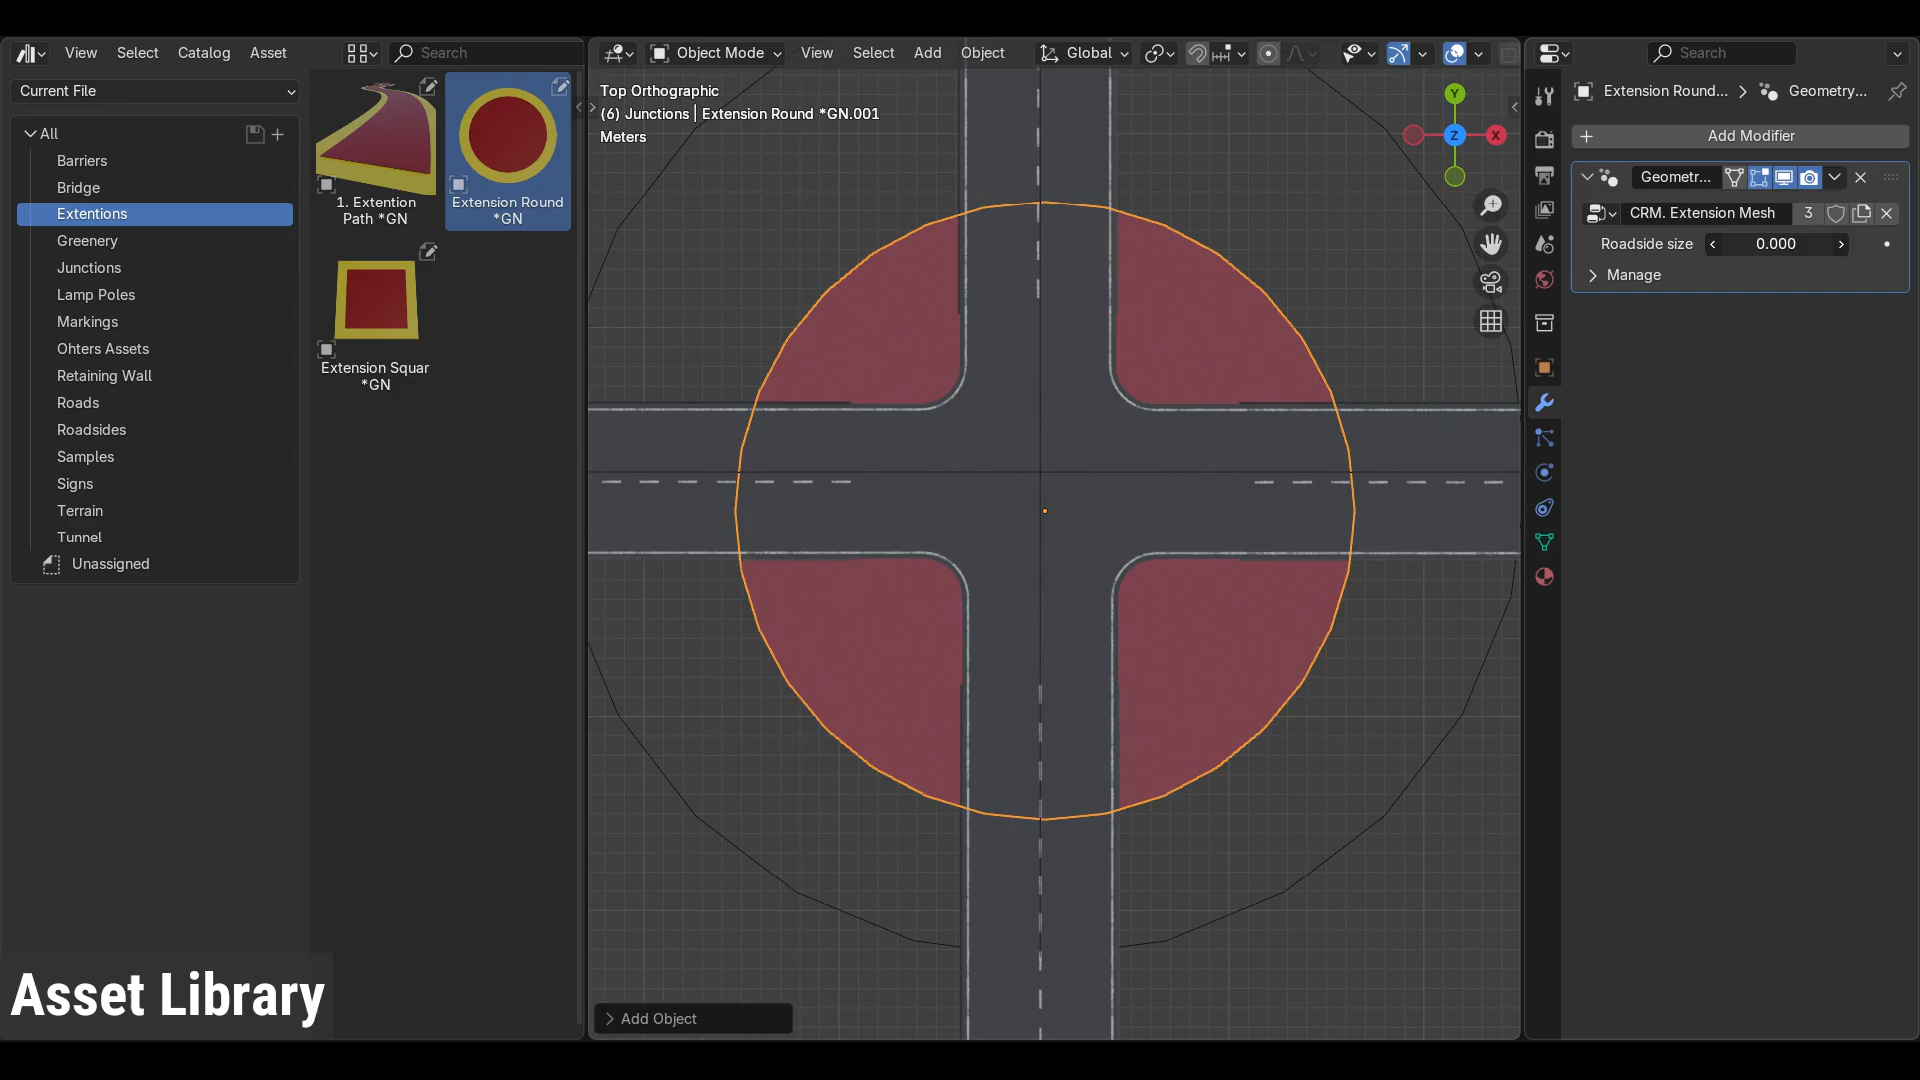 View Select Catalog Asset
Search
Current File
All
Barriers
Bridge
Extentions
Greenery
Junctions
Lamp Poles
Markings
Ohters Assets
Retaining Wall
Roads
Roadsides
Samples
Signs
Terrain
Tunnel
Unassigned
1. Extention
Path *GN
Extension Round
*GN
Extension Squar
*GN
Asset Library
Object Mode View Select Add Object Global
Top Orthographic
(6) Junctions | Extension Round *GN.001
Meters
Y
Z
X
Add Object
Search
Extension Round... Geometry...
Add Modifier
Geometr...
CRM. Extension Mesh 3
Roadside size 0.000
Manage